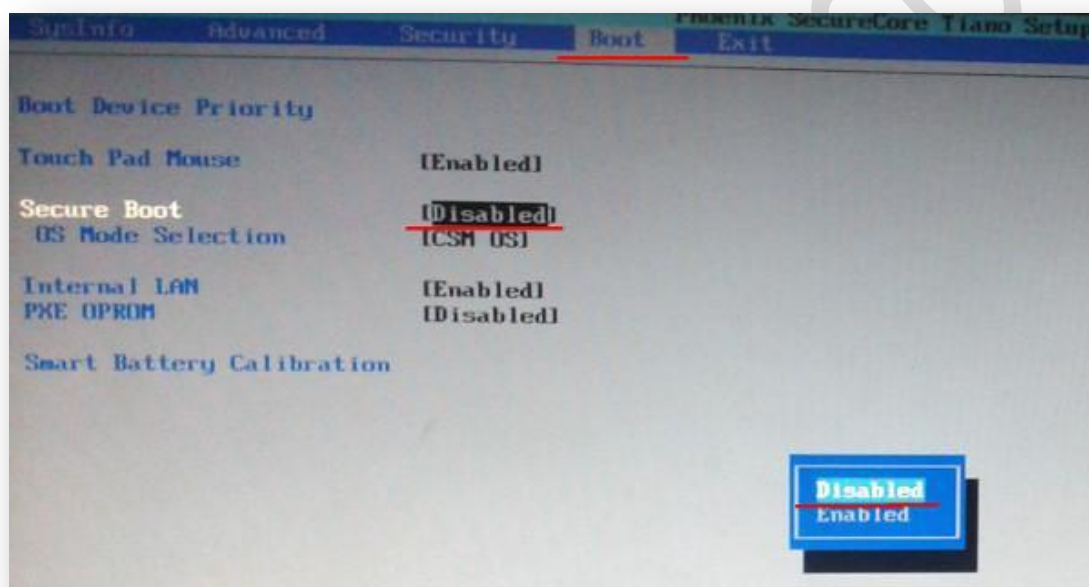 Phoenix SecureCore Tiano Setup
SysInfo Advanced Security Boot Exit
Boot Device Priority
Touch Pad Mouse [Enabled]
Secure Boot [Disabled]
OS Mode Selection [CSM OS]
Internal LAN [Enabled]
PXE OPROM [Disabled]
Smart Battery Calibration
Disabled
Enabled